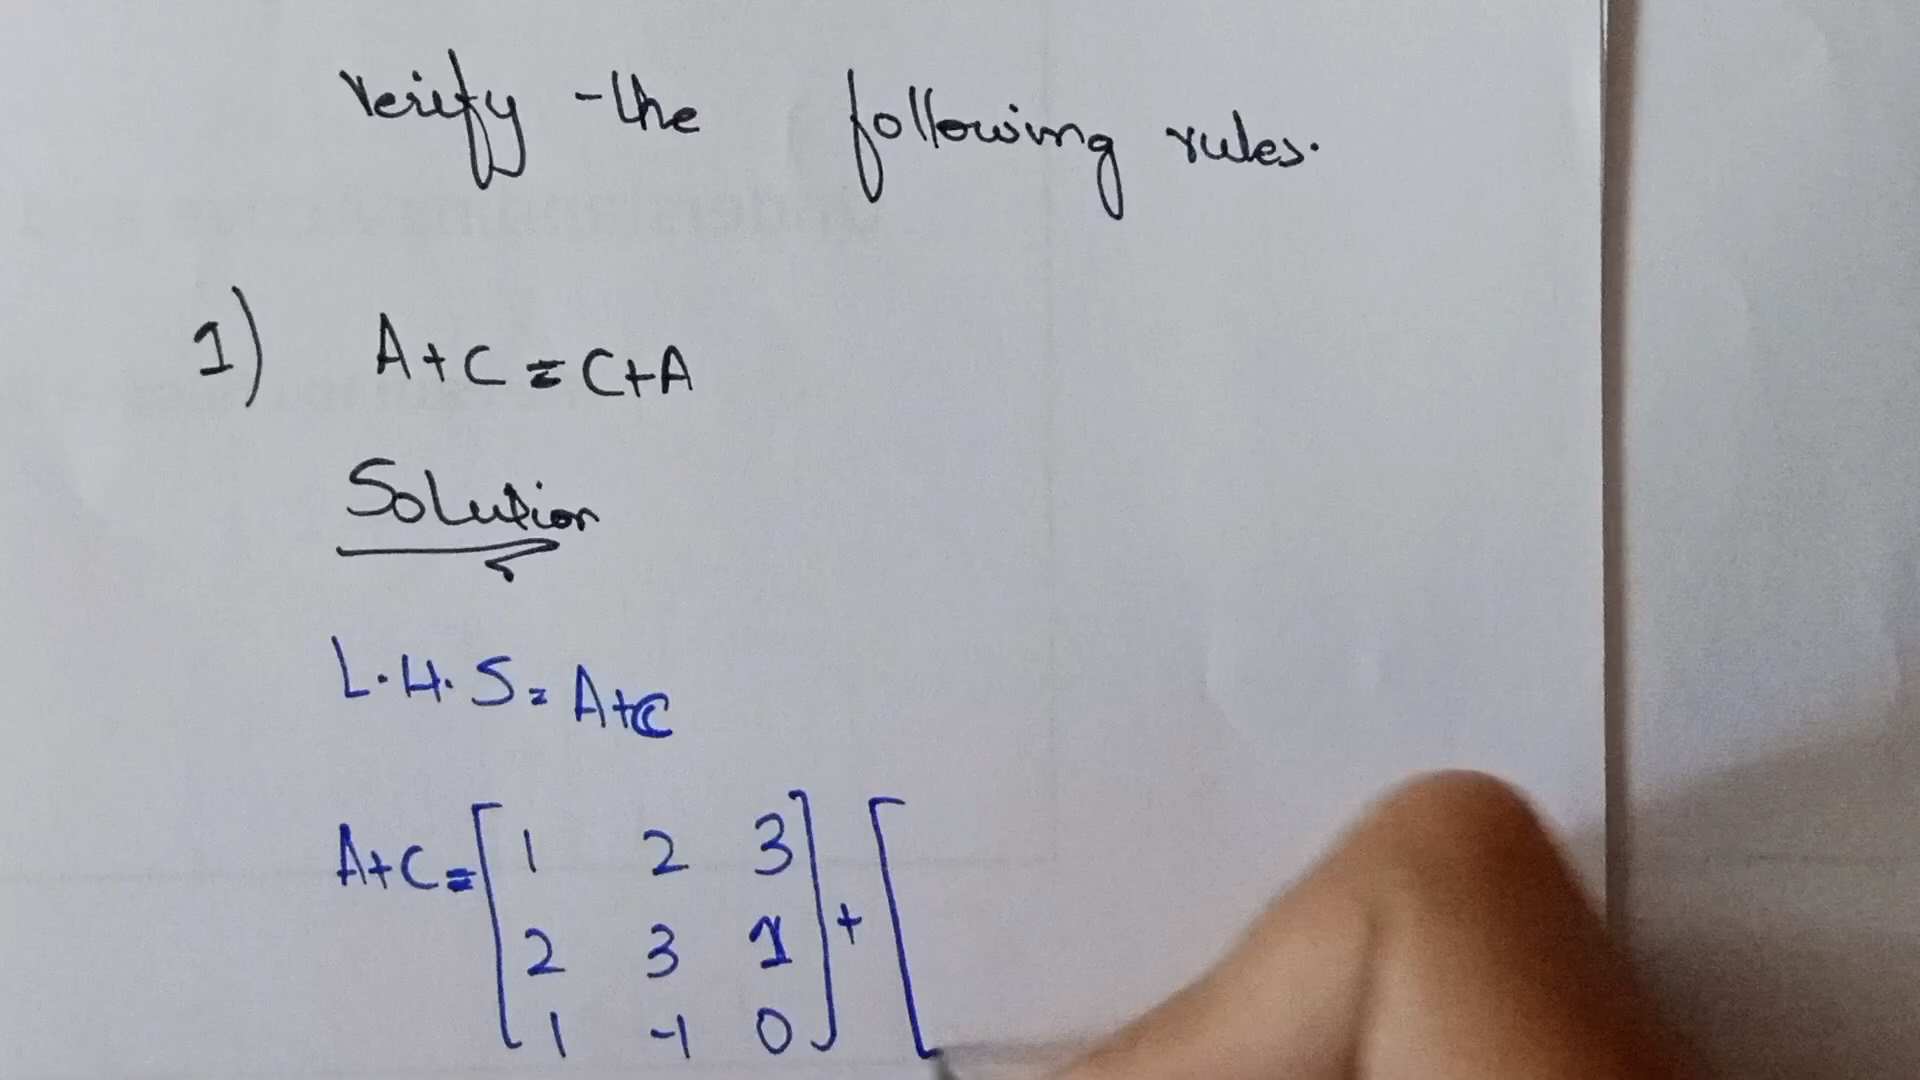 Verify the following rules.
1) A+C = C+A
Solution
L.H.S = A+C
A+C = [ 1 2 3 ] + [
2 3 1
1 -1 0